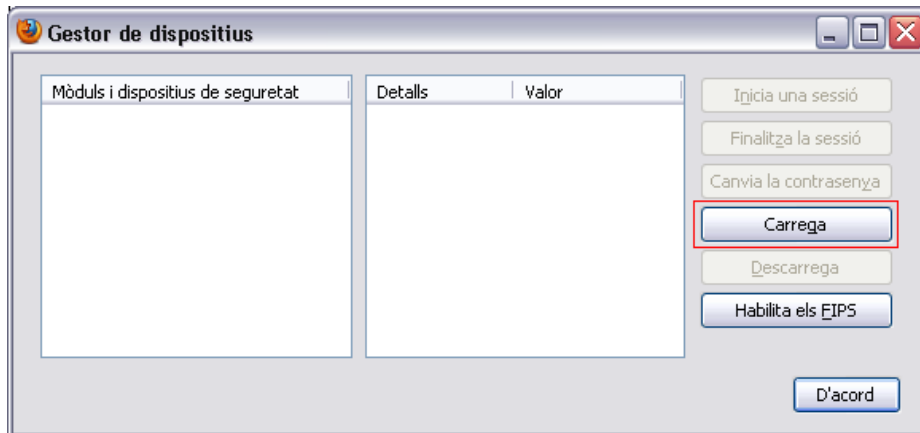 Gestor de dispositius
Mòduls i dispositius de seguretat
Detalls
Valor
Inicia una sessió
Finalitza la sessió
Canvia la contrasenya
Carrega
Descarrega
Habilita els FIPS
D'acord